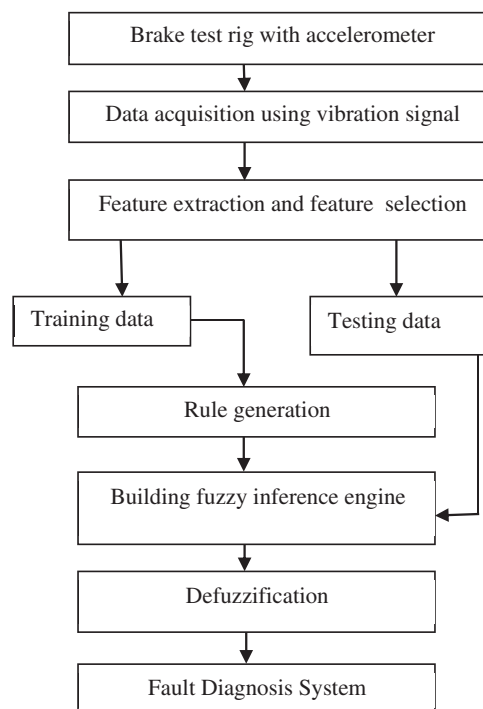 Brake test rig with accelerometer
Data acquisition using vibration signal
Feature extraction and feature selection
Training data
Testing data
Rule generation
Building fuzzy inference engine
Defuzzification
Fault Diagnosis System